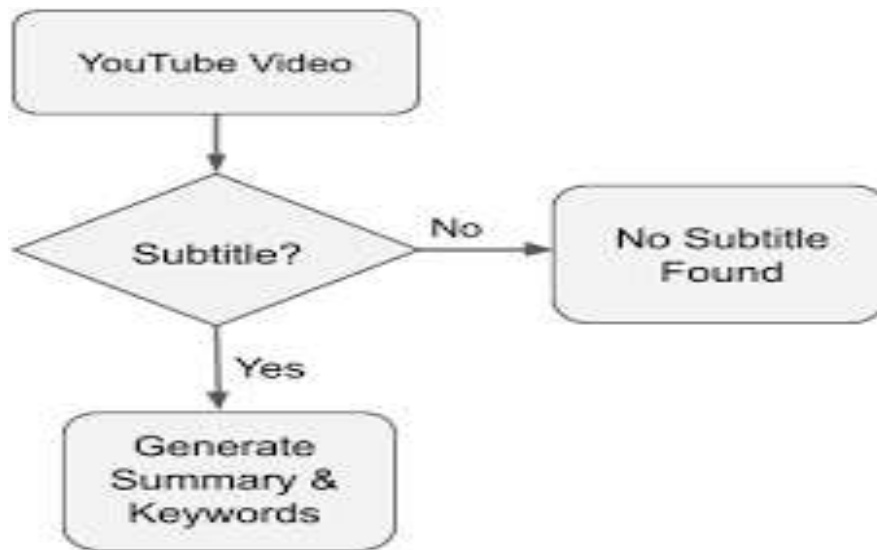 YouTube Video
Subtitle?
No
No Subtitle
Found
Yes
Generate
Summary &
Keywords